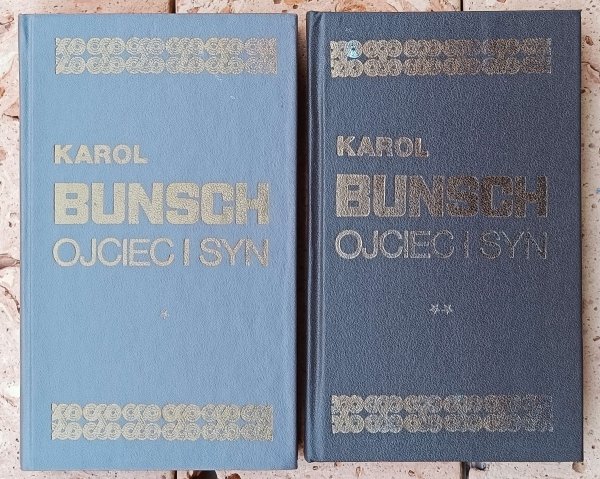 KAROL
BUNSCH
OJCIEC I SYN
*
KAROL
BUNSCH
OJCIEC I SYN
**